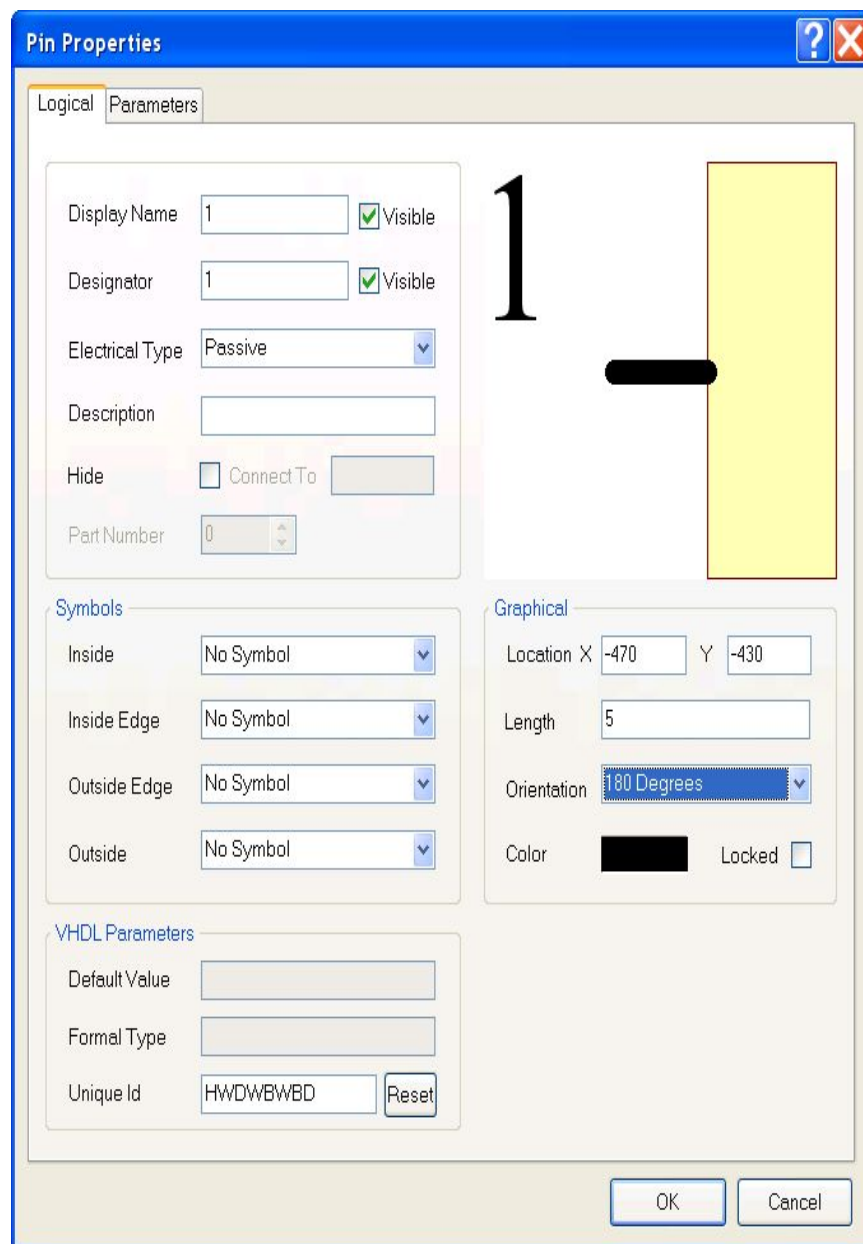 Pin Properties
Logical Parameters
Display Name 1 Visible
Designator 1 Visible
Electrical Type Passive
Description
Hide Connect To
Part Number 0
1
Symbols
Inside No Symbol
Inside Edge No Symbol
Outside Edge No Symbol
Outside No Symbol
Graphical
Location X -470 Y -430
Length 5
Orientation 180 Degrees
Color Locked
VHDL Parameters
Default Value
Formal Type
Unique Id HWDWBWBD Reset
OK Cancel